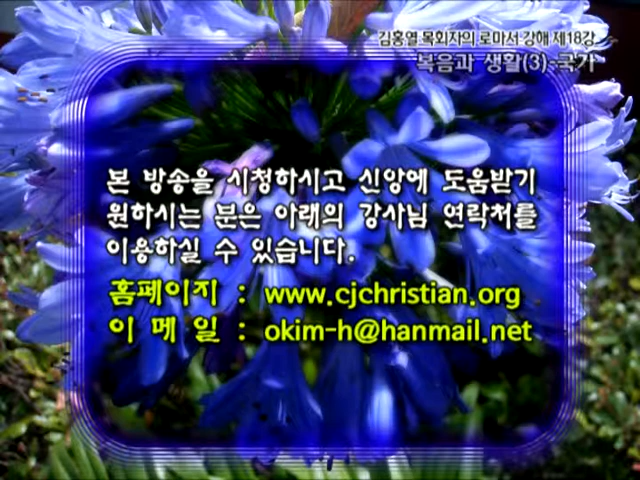 김홍열 목회자의 로마서 강해 제18강
복음과 생활(3)-국가
본 방송을 시청하시고 신앙에 도움받기
원하시는 분은 아래의 강사님 연락처를
이용하실 수 있습니다.
홈페이지 : www.cjchristian.org
이 메 일 : okim-h@hanmail.net